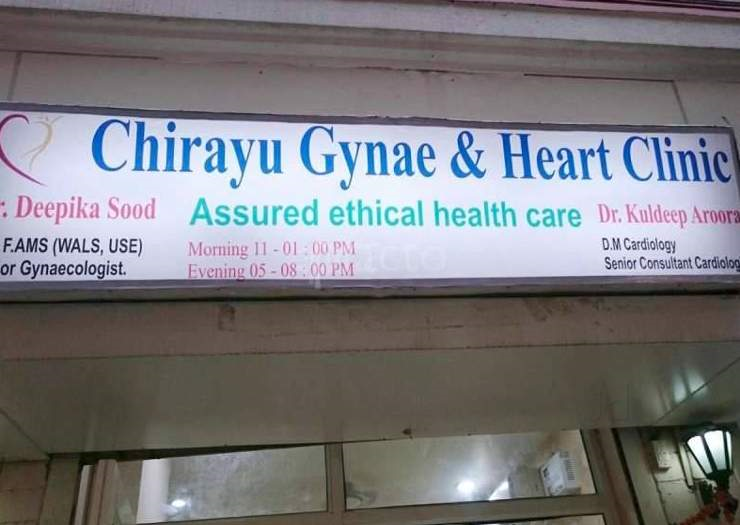 Chirayu Gynae & Heart Clinic
r. Deepika Sood
Assured ethical health care
Dr. Kuldeep Aroora
F.AMS (WALS, USE)
or Gynaecologist.
Morning 11 - 01 : 00 PM
Evening 05 - 08 : 00 PM
D.M Cardiology
Senior Consultant Cardiolog